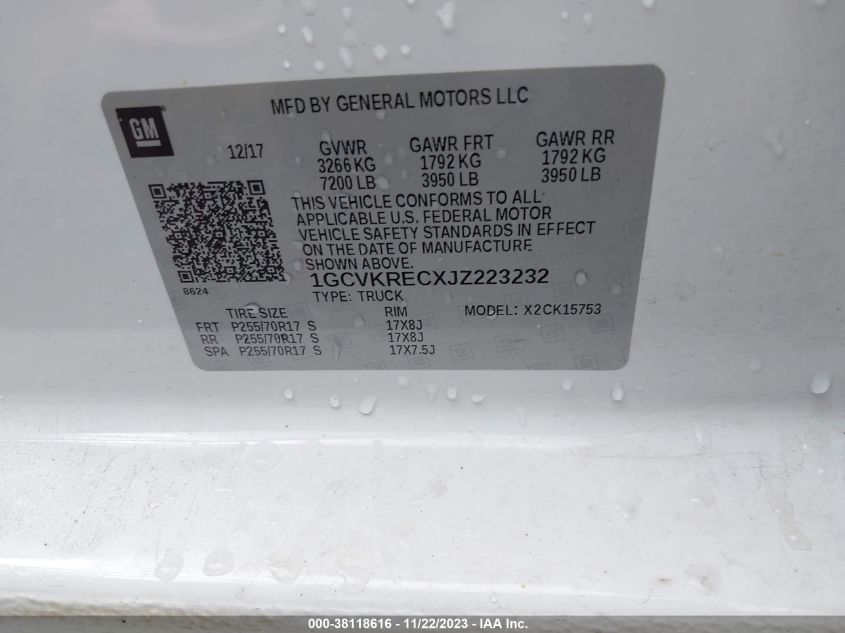 MFD BY GENERAL MOTORS LLC
GM
12/17 GVWR GAWR FRT GAWR RR
3266 KG 1792 KG 1792 KG
7200 LB 3950 LB 3950 LB
THIS VEHICLE CONFORMS TO ALL
APPLICABLE U.S. FEDERAL MOTOR
VEHICLE SAFETY STANDARDS IN EFFECT
ON THE DATE OF MANUFACTURE
SHOWN ABOVE.
8624
1GCVKRECXJZ223232
TYPE: TRUCK MODEL: X2CK15753
TIRE SIZE RIM
FRT P255/70R17 S 17X8J
RR P255/70R17 S 17X8J
SPA P255/70R17 S 17X7.5J
000-38118616 - 11/22/2023 - IAA Inc.